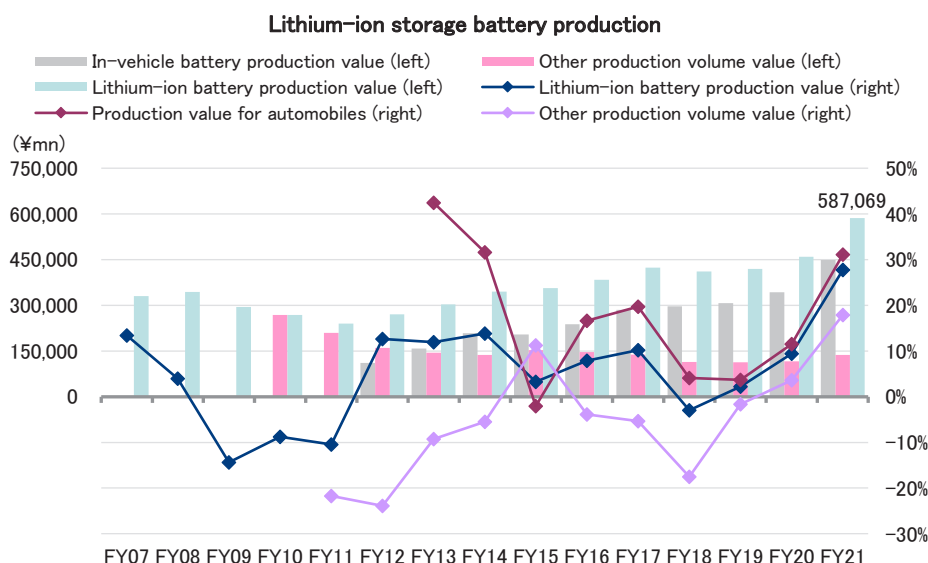 Lithium-ion storage battery production
In-vehicle battery production value (left)
Other production volume value (left)
Lithium-ion battery production value (left)
Lithium-ion battery production value (right)
Production value for automobiles (right)
Other production volume value (right)
(¥mn)
750,000
600,000
450,000
300,000
150,000
0
587,069
50%
40%
30%
20%
10%
0%
-10%
-20%
-30%
FY07 FY08 FY09 FY10 FY11 FY12 FY13 FY14 FY15 FY16 FY17 FY18 FY19 FY20 FY21